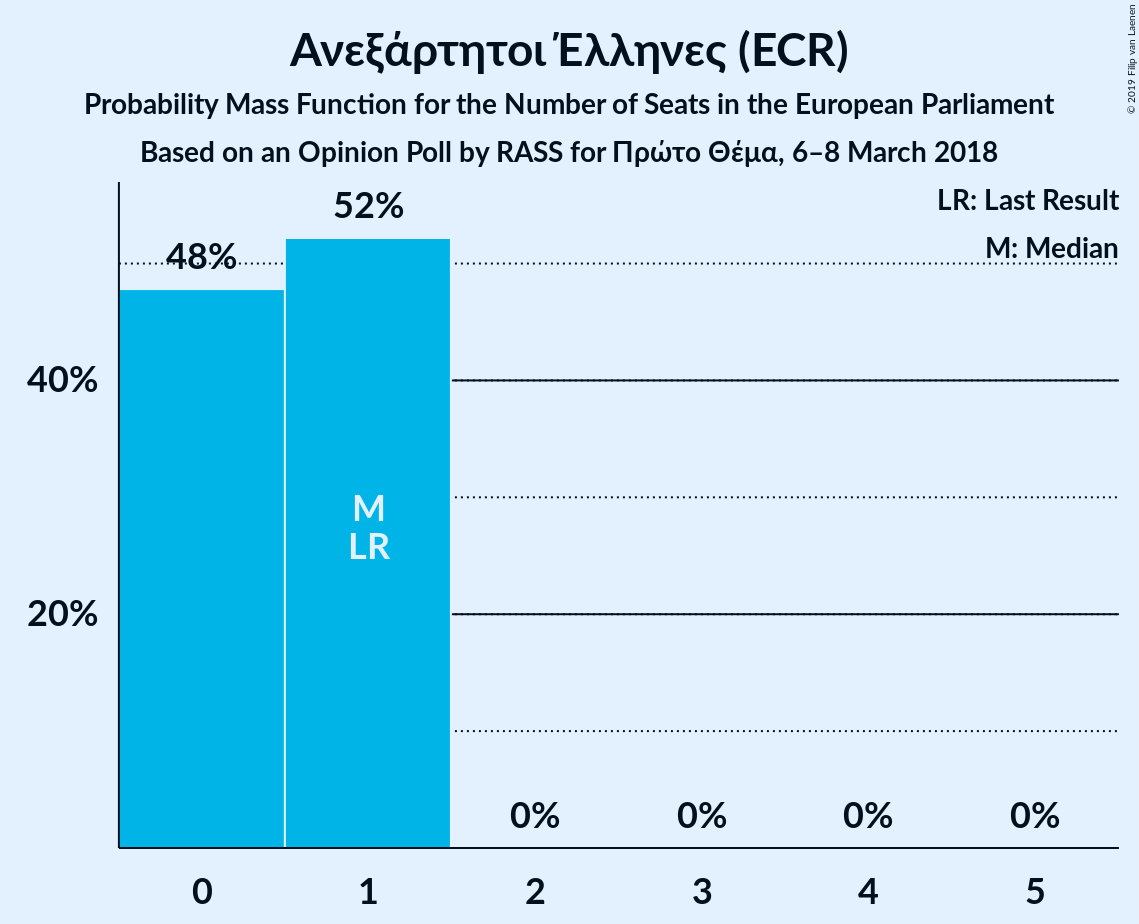 Ανεξάρτητοι Έλληνες (ECR)
Probability Mass Function for the Number of Seats in the European Parliament
Based on an Opinion Poll by RASS for Πρώτο Θέμα, 6–8 March 2018
© 2019 Filip van Laenen
LR: Last Result
M: Median
52%
48%
40%
20%
M
LR
0%
0%
0%
0%
0
1
2
3
4
5